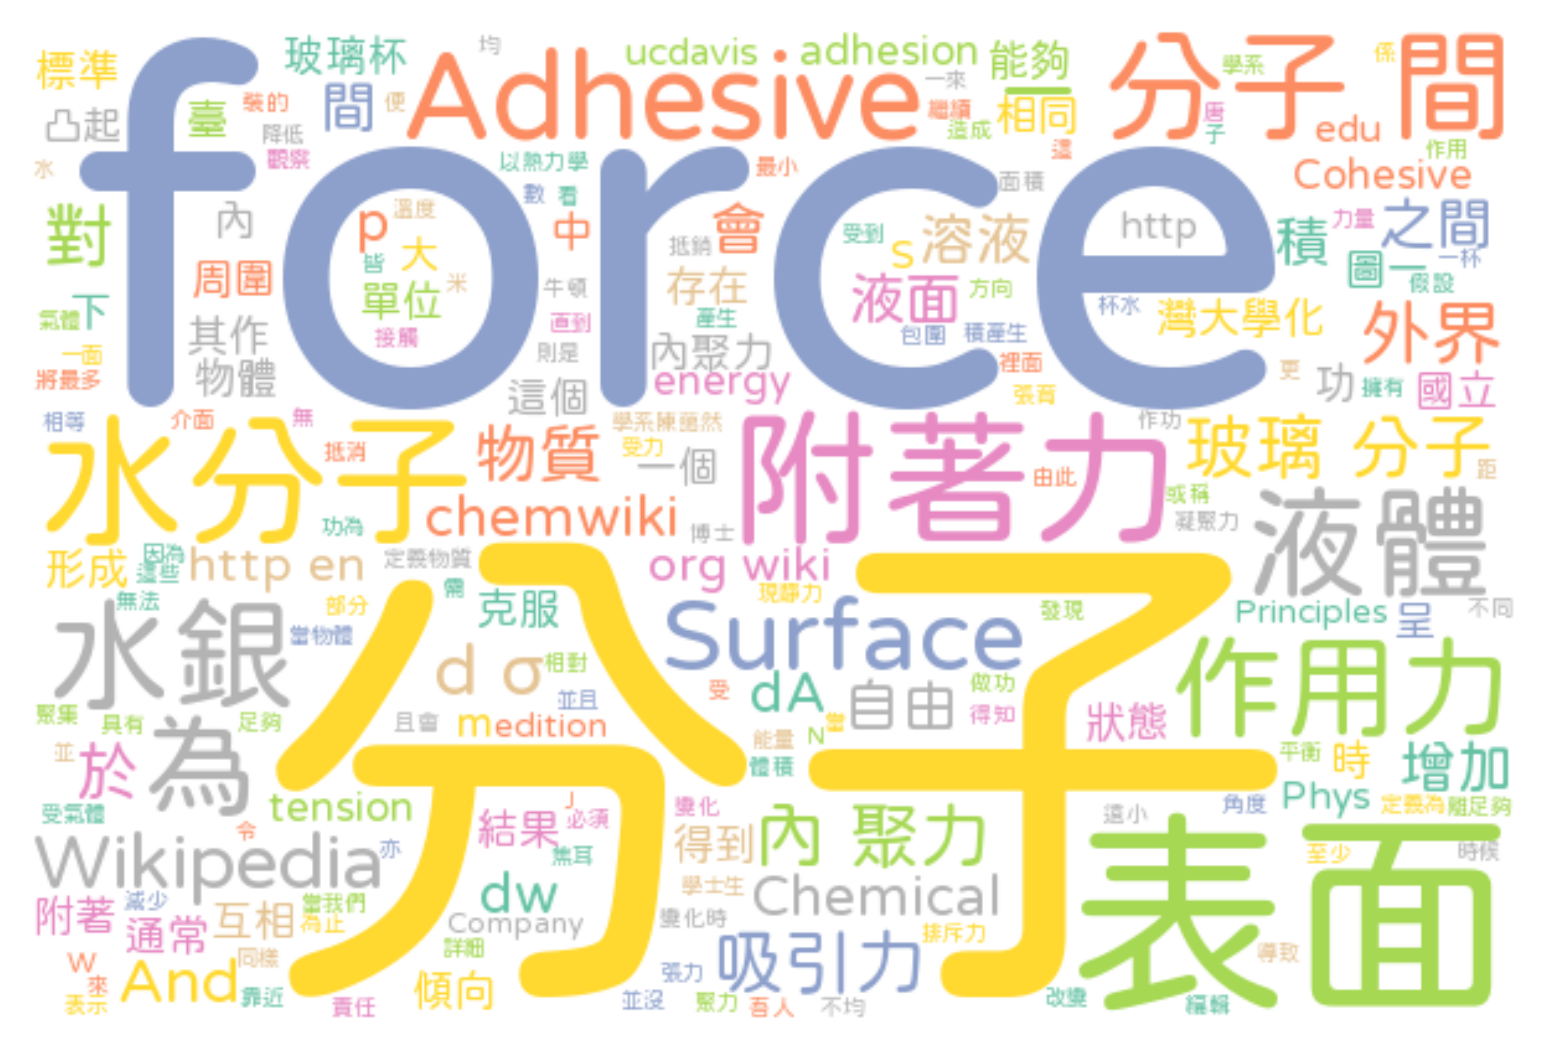 標準
玻璃杯
均
ucdavis
adhesion
能夠
分子
間
係
學系
凸起
臺
裝的
間
便
Adhesive
一來
繼續
造成
一
相同
唐
子
edu
降低
觀察
force
以熱力學
最小
這
面積
作用
Cohesive
水
數
看
對
內
p
溫度
中
抵銷
會
受到
s
溶液
http
積
力量
之間
一杯
皆
大
周圍
單位
米
牛頓
存在
液面
方向
圖一
假設
氣體
下
接觸
直到
產生
包圍
積產生
杯水
灣大學化
外界
其作
則是
內聚力
裡面
一面
將最多
物體
這個
energy
張育
更
功
擁有
國立
相等
介面
無
學系陳藹然
作功
水分子
抵消
物質
受力
一個
附著力
由此
玻璃
分子
距
或稱
功為
chemwiki
博士
凝聚力
液體
形成
因為
這些
http en
定義物質
org wiki
無法
部分
需
克服
現靜力
發現
Principles
呈
不同
水銀
當物體
分子
Surface
d σ
相對
並且
受
dA
自由
做功
得知
狀態
作用力
聚集
具有
足夠
且會
m
edition
當
能量
N
體積
並
於
為
平衡
時
增加
受氣體
tension
J
必須
變化
這小
角度
Phys
定義為
離足夠
令
結果
得到
內
聚力
表面
至少
時候
Wikipedia
亦
焦耳
附著
減少
當我們
為止
dw
學士生
Chemical
通常
互相
Company
變化時
排斥力
W
來
And
同樣
詳細
張力
吸引力
導致
表示
靠近
責任
傾向
並沒
聚力
吾人
不均
改變
編輯